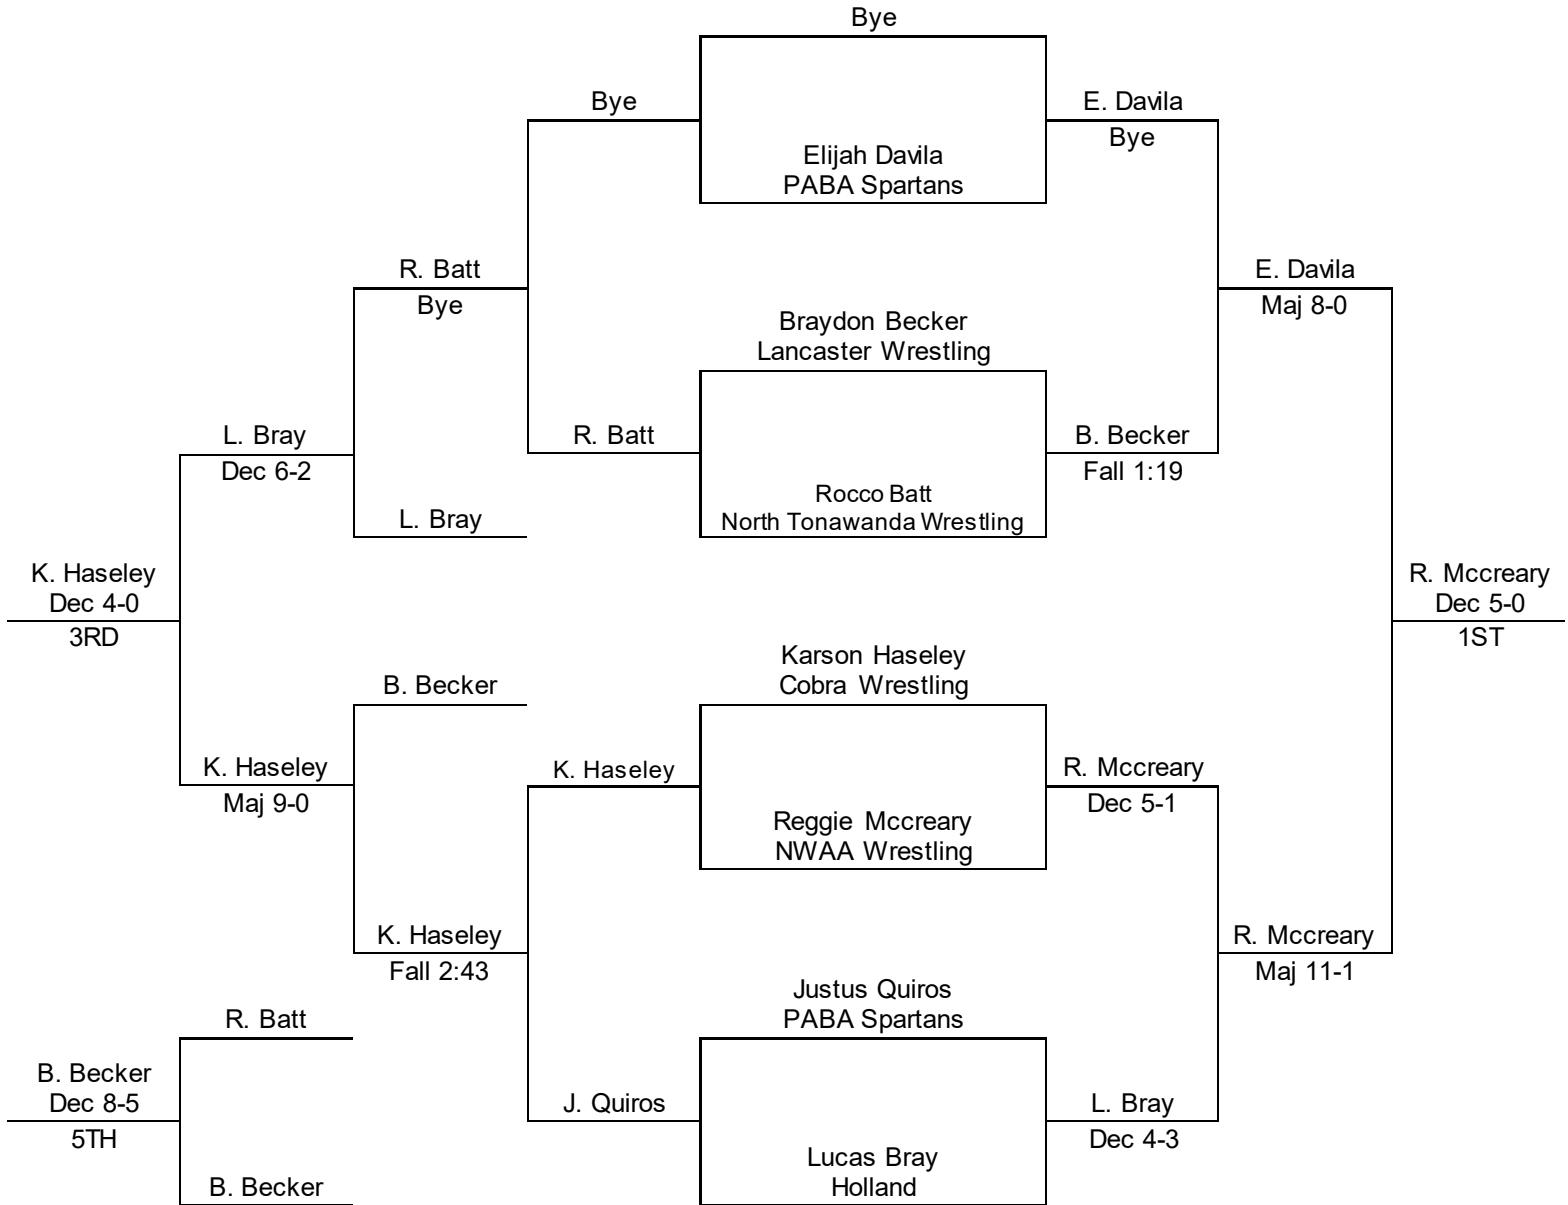 Bye
Bye
E. Davila
Bye
Elijah Davila
PABA Spartans
R. Batt
Bye
E. Davila
Maj 8-0
Braydon Becker
Lancaster Wrestling
L. Bray
Dec 6-2
R. Batt
B. Becker
Fall 1:19
Rocco Batt
North Tonawanda Wrestling
L. Bray
K. Haseley
Dec 4-0
3RD
R. Mccreary
Dec 5-0
1ST
Karson Haseley
Cobra Wrestling
B. Becker
K. Haseley
Maj 9-0
K. Haseley
R. Mccreary
Dec 5-1
Reggie Mccreary
NWAA Wrestling
K. Haseley
Fall 2:43
R. Mccreary
Maj 11-1
Justus Quiros
PABA Spartans
R. Batt
B. Becker
Dec 8-5
5TH
J. Quiros
L. Bray
Dec 4-3
Lucas Bray
Holland
B. Becker